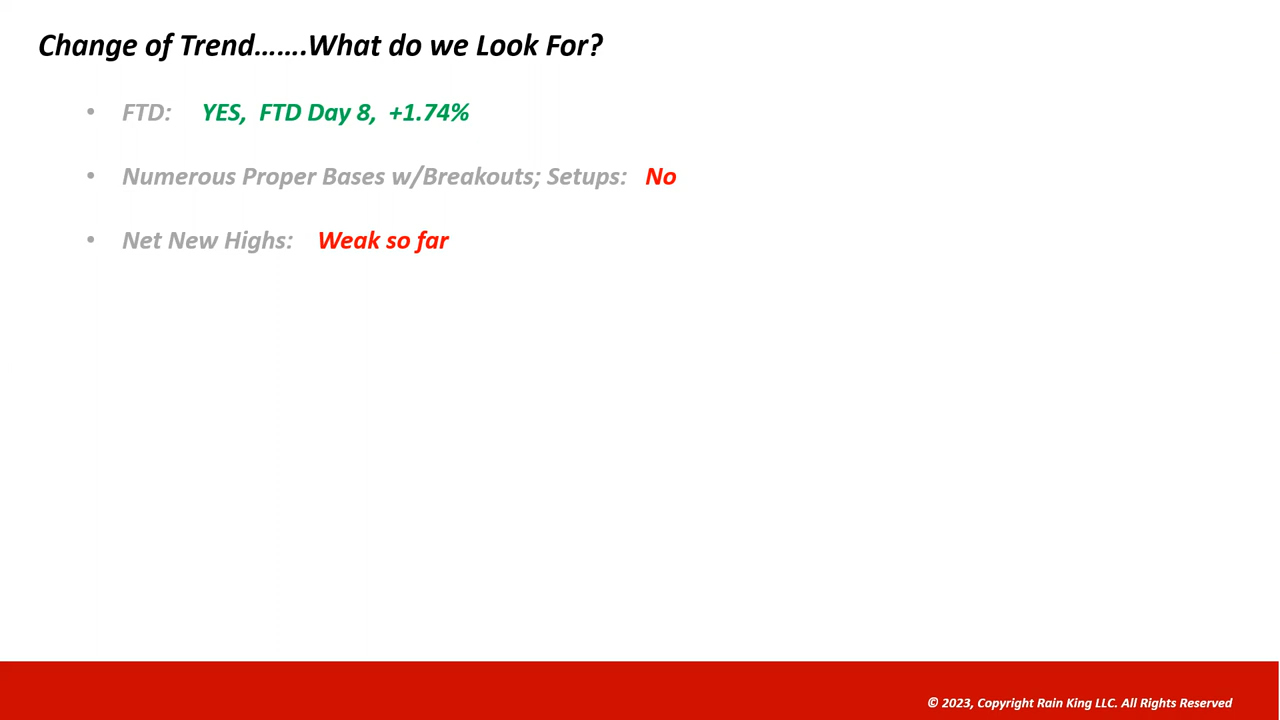 Change of Trend…….What do we Look For?
• FTD: YES, FTD Day 8, +1.74%
• Numerous Proper Bases w/Breakouts; Setups: No
• Net New Highs: Weak so far
© 2023, Copyright Rain King LLC. All Rights Reserved